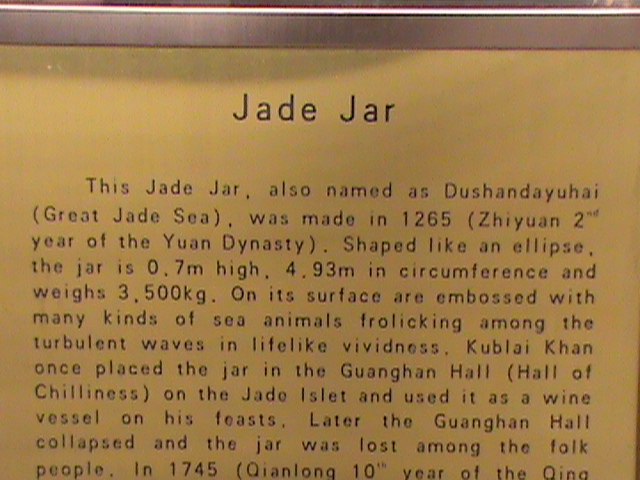 Jade Jar
This Jade Jar, also named as Dushandayuhai
(Great Jade Sea), was made in 1265 (Zhiyuan 2nd
year of the Yuan Dynasty). Shaped like an ellipse,
the jar is 0.7m high, 4.93m in circumference and
weighs 3,500kg. On its surface are embossed with
many kinds of sea animals frolicking among the
turbulent waves in lifelike vividness. Kublai Khan
once placed the jar in the Guanghan Hall (Hall of
Chilliness) on the Jade Islet and used it as a wine
vessel on his feasts. Later the Guanghan Hall
collapsed and the jar was lost among the folk
people. In 1745 (Qianlong 10th year of the Qing